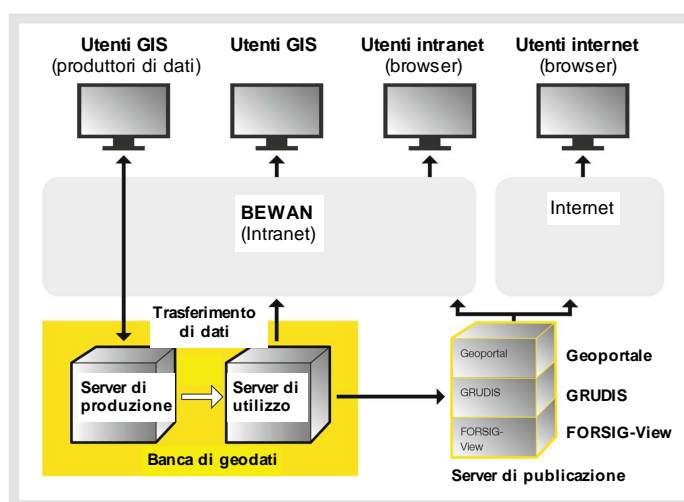 Utenti GIS
(produttori di dati)
Utenti GIS
Utenti intranet
(browser)
Utenti internet
(browser)
BEWAN
(Intranet)
Internet
Trasferimento
di dati
Server di
produzione
Server di
utilizzo
Banca di geodati
Geoportal
GRUDIS
FORSIG-
View
Geoportale
GRUDIS
FORSIG-View
Server di publicazione